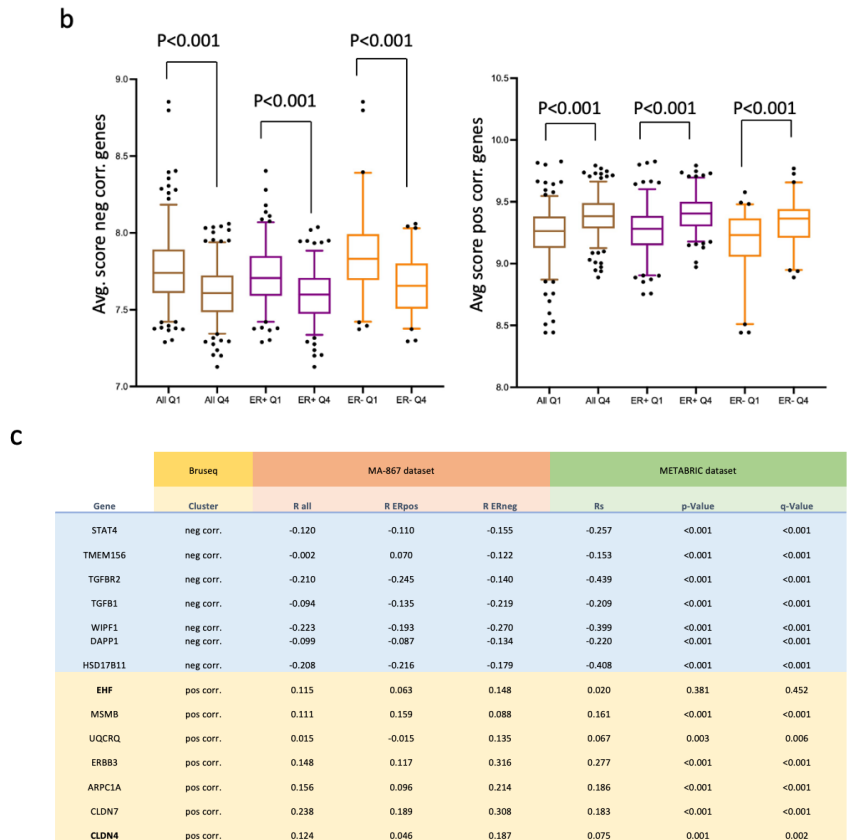 b
P<0.001
P<0.001
P<0.001
Avg. score neg corr. genes
9.0
8.5
8.0
7.5
7.0
All Q1 All Q4 ER+ Q1 ER+ Q4 ER- Q1 ER- Q4
P<0.001 P<0.001 P<0.001
Avg score pos corr. genes
10.5
10.0
9.5
9.0
8.5
8.0
All Q1 All Q4 ER+ Q1 ER+ Q4 ER- Q1 ER- Q4
c
Bruseq MA-867 dataset METABRIC dataset
Gene Cluster R all R ERpos R ERneg Rs p-Value q-Value
STAT4 neg corr. -0.120 -0.110 -0.155 -0.257 <0.001 <0.001
TMEM156 neg corr. -0.002 0.070 -0.122 -0.153 <0.001 <0.001
TGFBR2 neg corr. -0.210 -0.245 -0.140 -0.439 <0.001 <0.001
TGFB1 neg corr. -0.094 -0.135 -0.219 -0.209 <0.001 <0.001
WIPF1 neg corr. -0.223 -0.193 -0.270 -0.399 <0.001 <0.001
DAPP1 neg corr. -0.099 -0.087 -0.134 -0.220 <0.001 <0.001
HSD17B11 neg corr. -0.208 -0.216 -0.179 -0.408 <0.001 <0.001
EHF pos corr. 0.115 0.063 0.148 0.020 0.381 0.452
MSMB pos corr. 0.111 0.159 0.088 0.161 <0.001 <0.001
UQCRQ pos corr. 0.015 -0.015 0.135 0.067 0.003 0.006
ERBB3 pos corr. 0.148 0.117 0.316 0.277 <0.001 <0.001
ARPC1A pos corr. 0.156 0.096 0.214 0.186 <0.001 <0.001
CLDN7 pos corr. 0.238 0.189 0.308 0.183 <0.001 <0.001
CLDN4 pos corr. 0.124 0.046 0.187 0.075 0.001 0.002